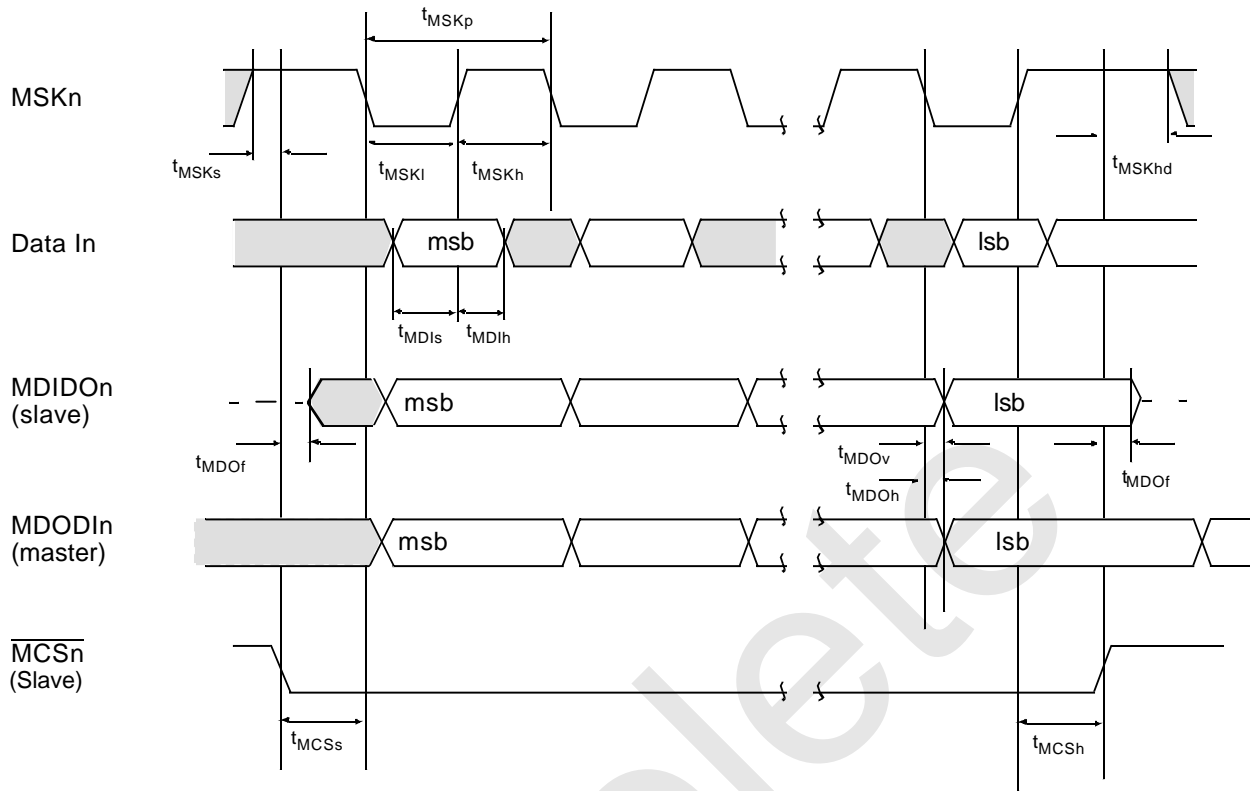 tMSKp
MSKn
tMSKs
tMSKl
tMSKh
tMSKhd
Data In
msb
lsb
tMDIs
tMDIh
MDIDOn
(slave)
msb
lsb
tMDOf
tMDOv
tMDOh
tMDOf
MDODIn
(master)
msb
lsb
MCSn
(Slave)
tMCSs
tMCSh